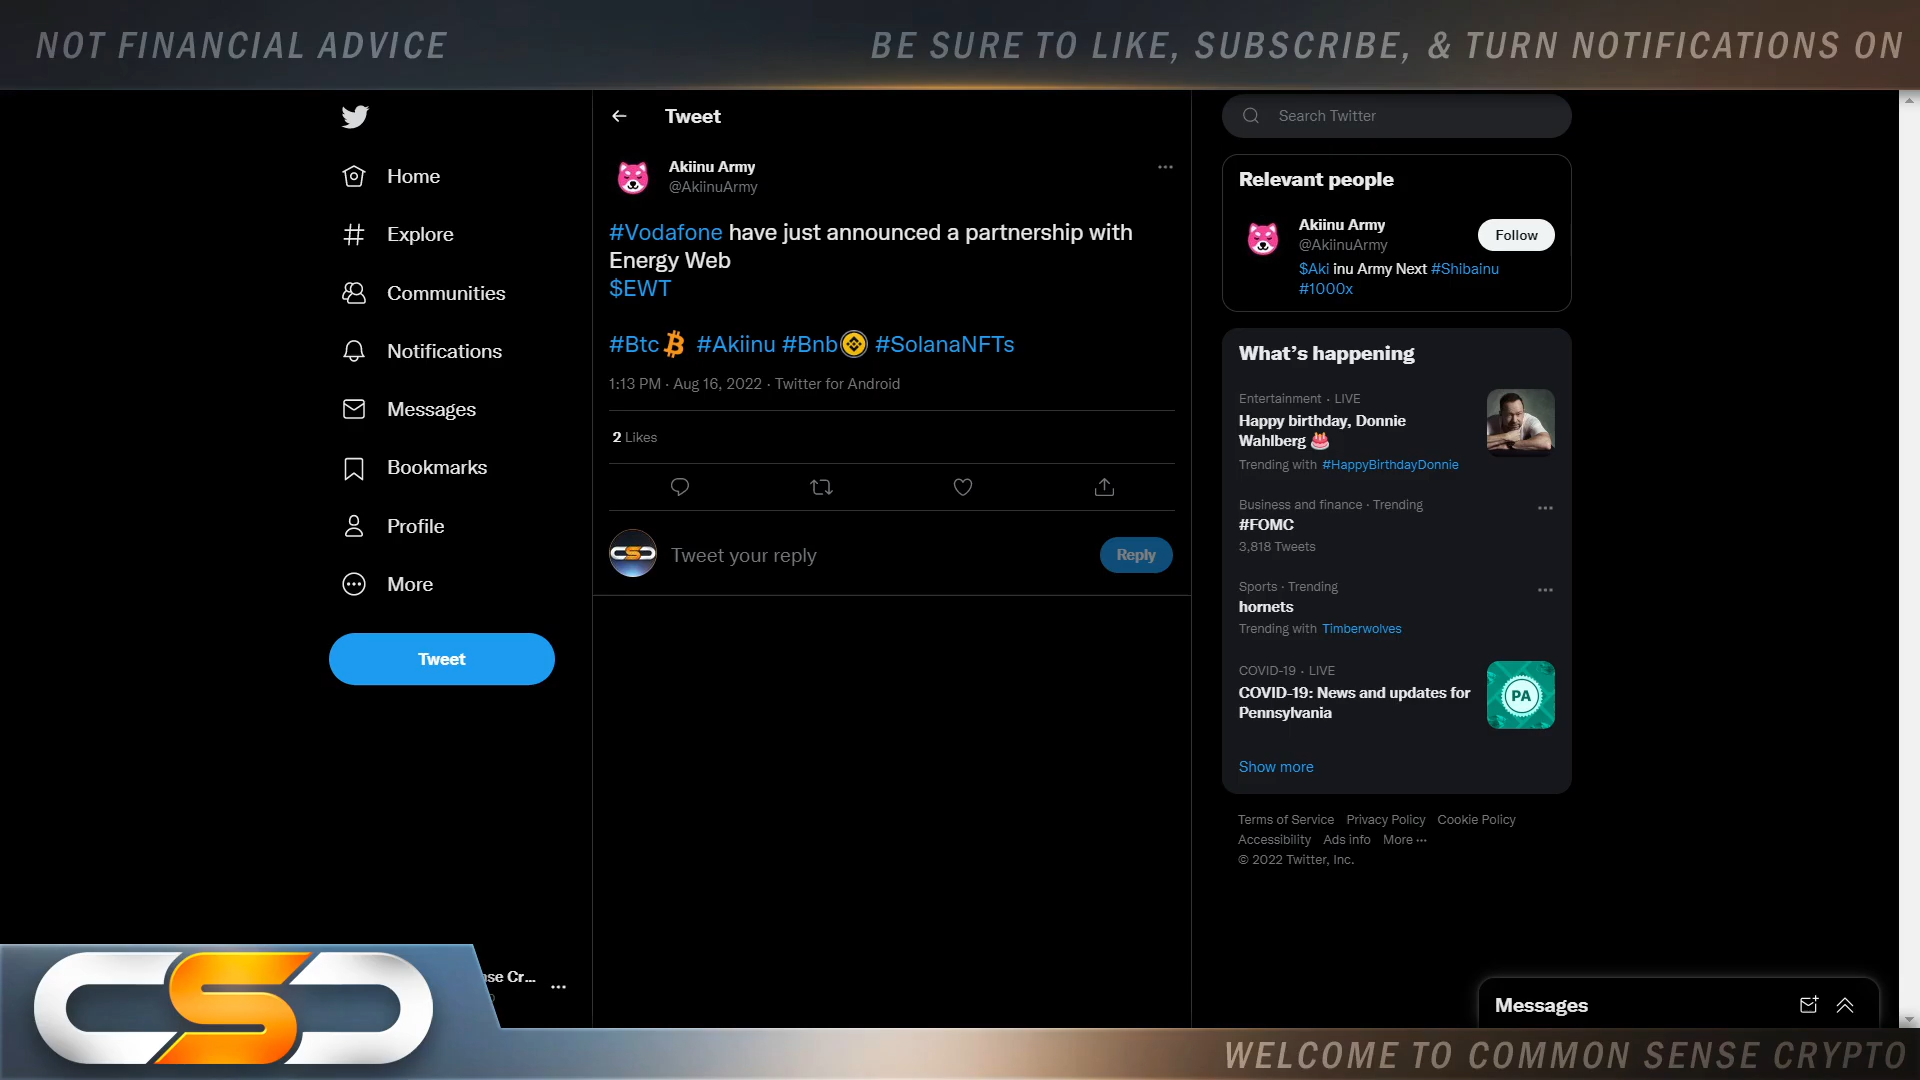 NOT FINANCIAL ADVICE
BE SURE TO LIKE, SUBSCRIBE, & TURN NOTIFICATIONS ON
Home
Explore
Communities
Notifications
Messages
Bookmarks
Profile
More
Tweet
Tweet
Akiinu Army
@AkiinuArmy
#Vodafone have just announced a partnership with
Energy Web
$EWT
#Btc #Akiinu #Bnb #SolanaNFTs
1:13 PM · Aug 16, 2022 · Twitter for Android
2 Likes
Tweet your reply
Reply
Search Twitter
Relevant people
Akiinu Army
@AkiinuArmy
Follow
$Aki inu Army Next #Shibainu
#1000x
What's happening
Entertainment · LIVE
Happy birthday, Donnie
Wahlberg
Trending with #HappyBirthdayDonnie
Business and finance · Trending
#FOMC
3,818 Tweets
Sports · Trending
hornets
Trending with Timberwolves
COVID-19 · LIVE
COVID-19: News and updates for
Pennsylvania
PA
Show more
Terms of Service Privacy Policy Cookie Policy
Accessibility Ads info More ···
© 2022 Twitter, Inc.
Messages
CSC
WELCOME TO COMMON SENSE CRYPTO